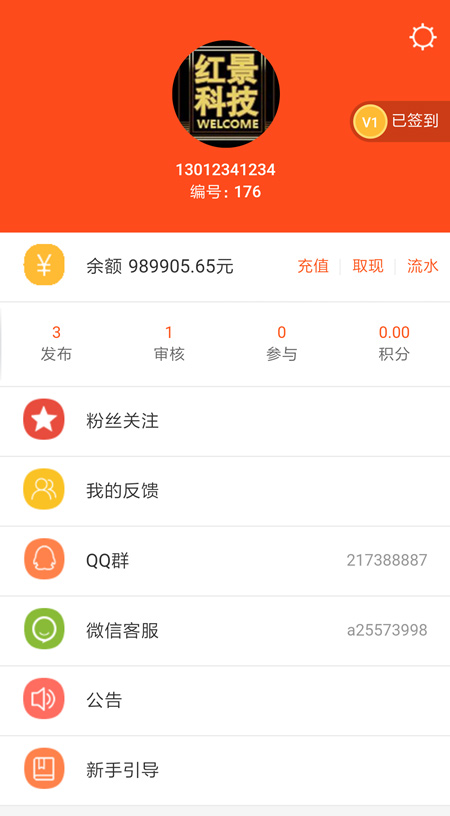 红景
科技
WELCOME
V1 已签到
13012341234
编号: 176
¥ 余额 989905.65元 充值 取现 流水
3 1 0 0.00
发布 审核 参与 积分
粉丝关注
我的反馈
QQ群 217388887
微信客服 a25573998
公告
新手引导